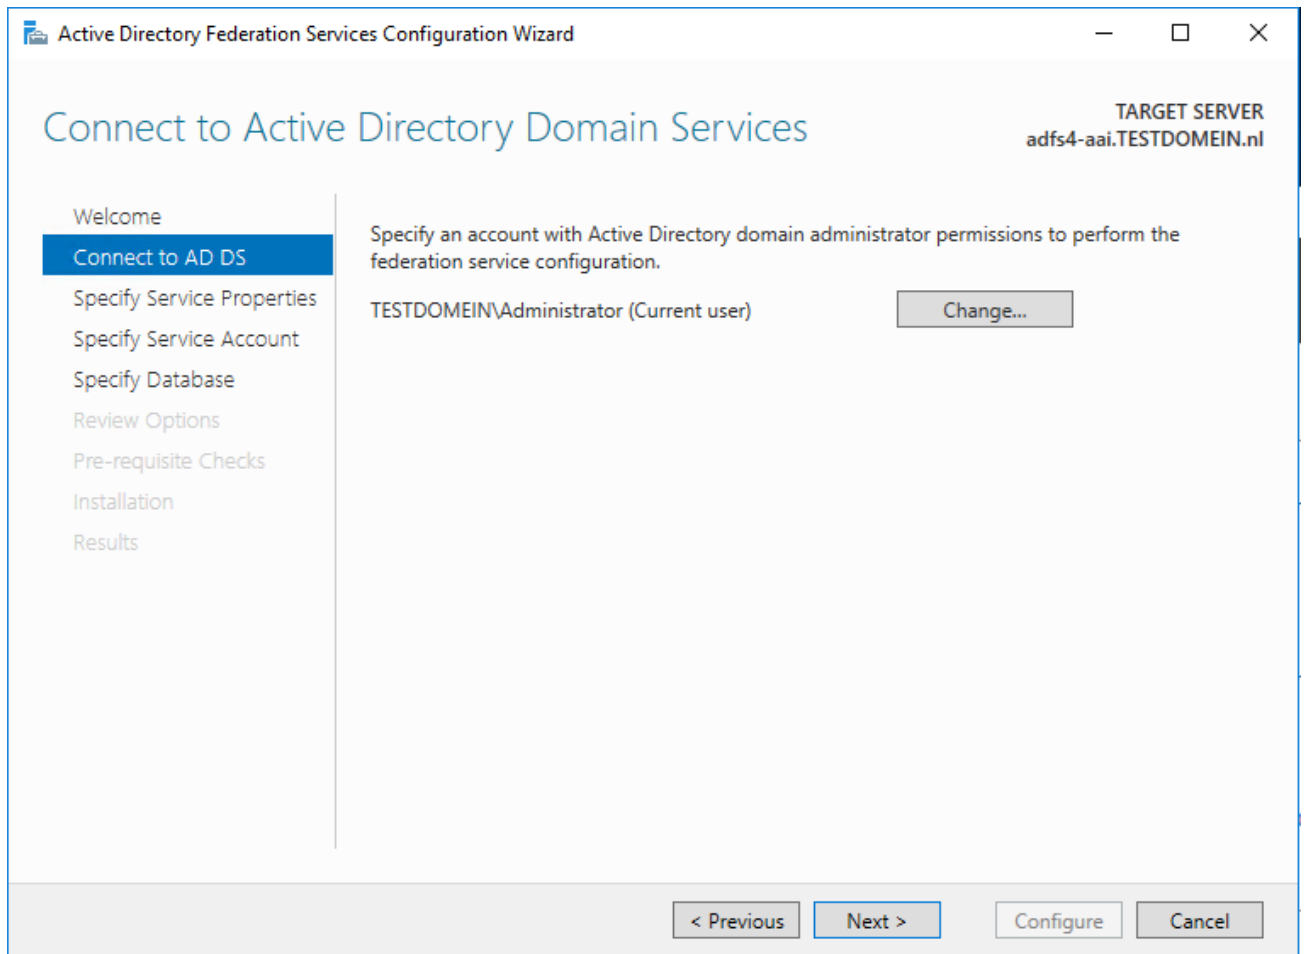 Active Directory Federation Services Configuration Wizard
Connect to Active Directory Domain Services
TARGET SERVER
adfs4-aai.TESTDOMEIN.nl
Welcome
Connect to AD DS
Specify Service Properties
Specify Service Account
Specify Database
Review Options
Pre-requisite Checks
Installation
Results
Specify an account with Active Directory domain administrator permissions to perform the
federation service configuration.
TESTDOMEIN\Administrator (Current user)
Change...
< Previous
Next >
Configure
Cancel